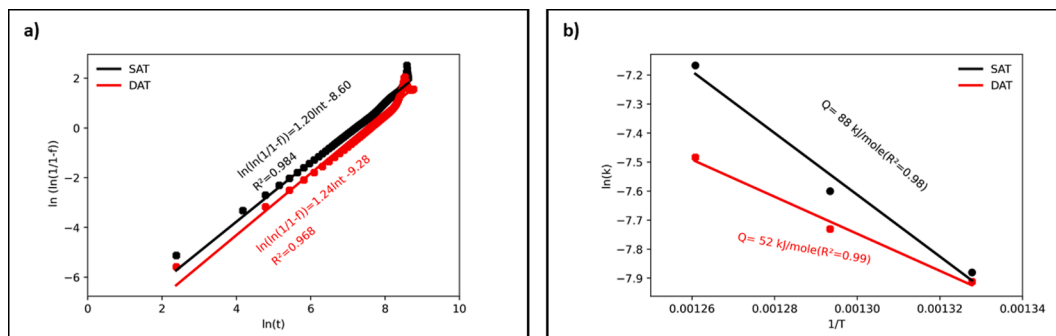 a)
SAT
DAT
ln(ln(1/1-f))=1.20lnt -8.60
R²=0.984
ln(ln(1/1-f))=1.24lnt -9.28
R²=0.968
ln (ln(1/1-f))
2
0
−2
−4
−6
0
2
4
6
8
10
ln(t)
b)
SAT
DAT
Q= 88 kJ/mole(R²=0.98)
Q= 52 kJ/mole(R²=0.99)
ln(k)
−7.2
−7.3
−7.4
−7.5
−7.6
−7.7
−7.8
−7.9
0.00126
0.00128
0.00130
0.00132
0.00134
1/T